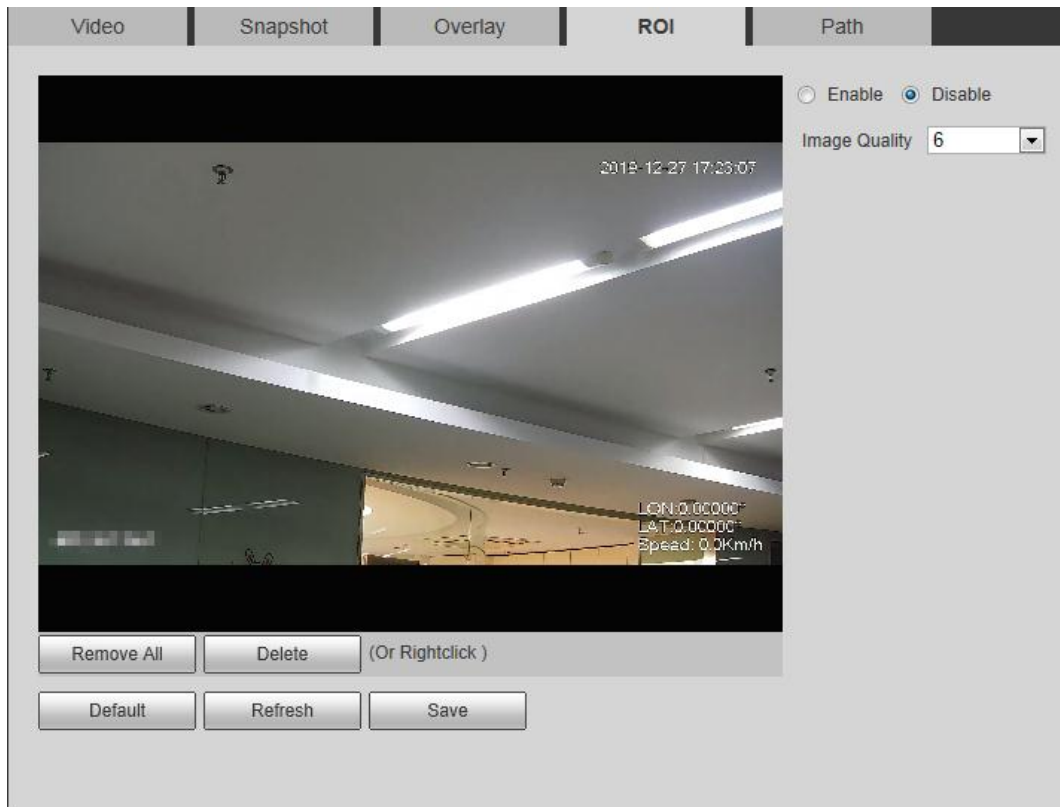 Video Snapshot Overlay ROI Path
Enable Disable
Image Quality 6
2019-12-27 17:23:07
LON:0.00000°
LAT:0.00000°
Speed: 0.0Km/h
Remove All Delete (Or Rightclick )
Default Refresh Save